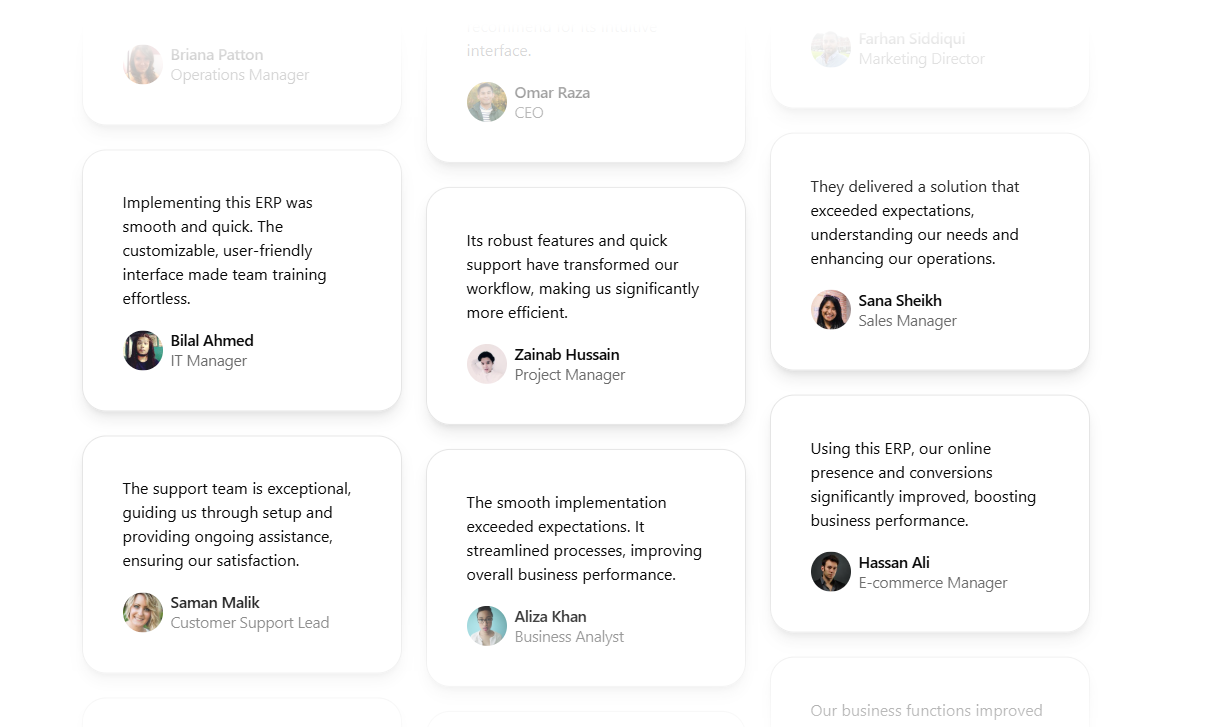 Briana Patton
Operations Manager
Implementing this ERP was
smooth and quick. The
customizable, user-friendly
interface made team training
effortless.
Bilal Ahmed
IT Manager
The support team is exceptional,
guiding us through setup and
providing ongoing assistance,
ensuring our satisfaction.
Saman Malik
Customer Support Lead
recommends for its intuitive
interface.
Omar Raza
CEO
Its robust features and quick
support have transformed our
workflow, making us significantly
more efficient.
Zainab Hussain
Project Manager
The smooth implementation
exceeded expectations. It
streamlined processes, improving
overall business performance.
Aliza Khan
Business Analyst
Farhan Siddiqui
Marketing Director
They delivered a solution that
exceeded expectations,
understanding our needs and
enhancing our operations.
Sana Sheikh
Sales Manager
Using this ERP, our online
presence and conversions
significantly improved, boosting
business performance.
Hassan Ali
E-commerce Manager
Our business functions improved